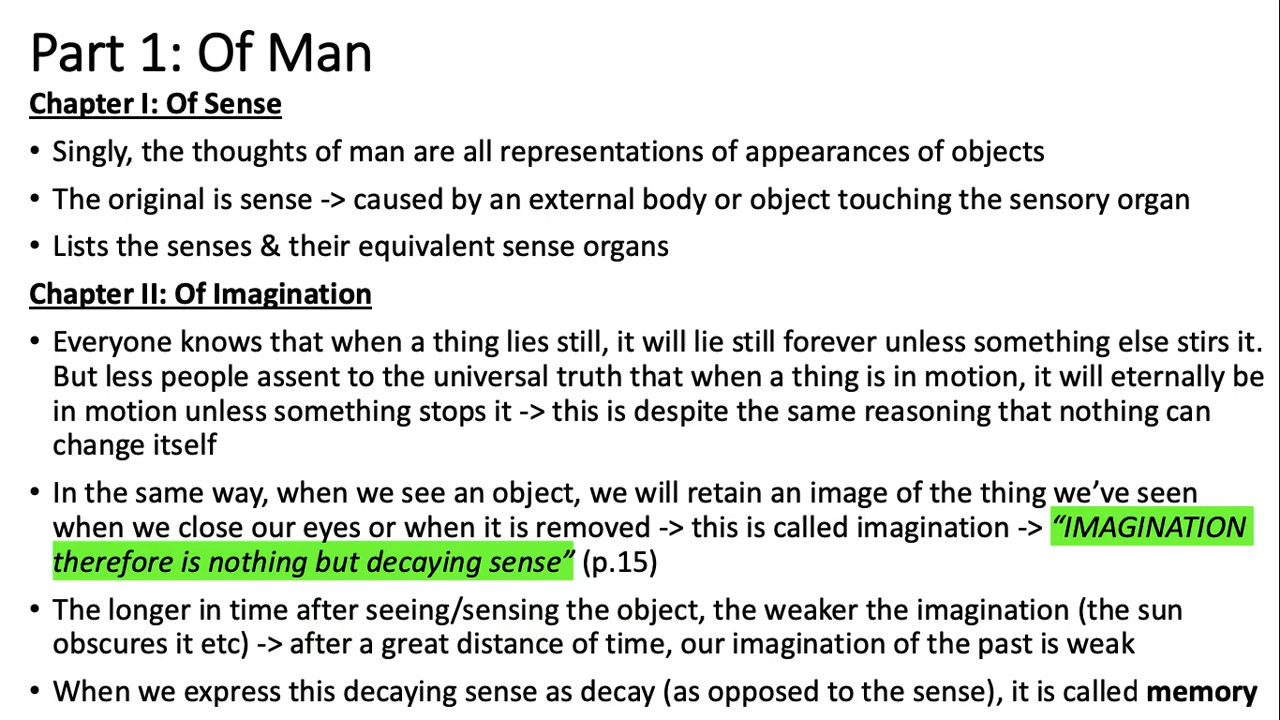 Part 1: Of Man
Chapter I: Of Sense
• Singly, the thoughts of man are all representations of appearances of objects
• The original is sense -> caused by an external body or object touching the sensory organ
• Lists the senses & their equivalent sense organs
Chapter II: Of Imagination
• Everyone knows that when a thing lies still, it will lie still forever unless something else stirs it.
But less people assent to the universal truth that when a thing is in motion, it will eternally be
in motion unless something stops it -> this is despite the same reasoning that nothing can
change itself
• In the same way, when we see an object, we will retain an image of the thing we’ve seen
when we close our eyes or when it is removed -> this is called imagination -> “IMAGINATION
therefore is nothing but decaying sense” (p.15)
• The longer in time after seeing/sensing the object, the weaker the imagination (the sun
obscures it etc) -> after a great distance of time, our imagination of the past is weak
• When we express this decaying sense as decay (as opposed to the sense), it is called memory